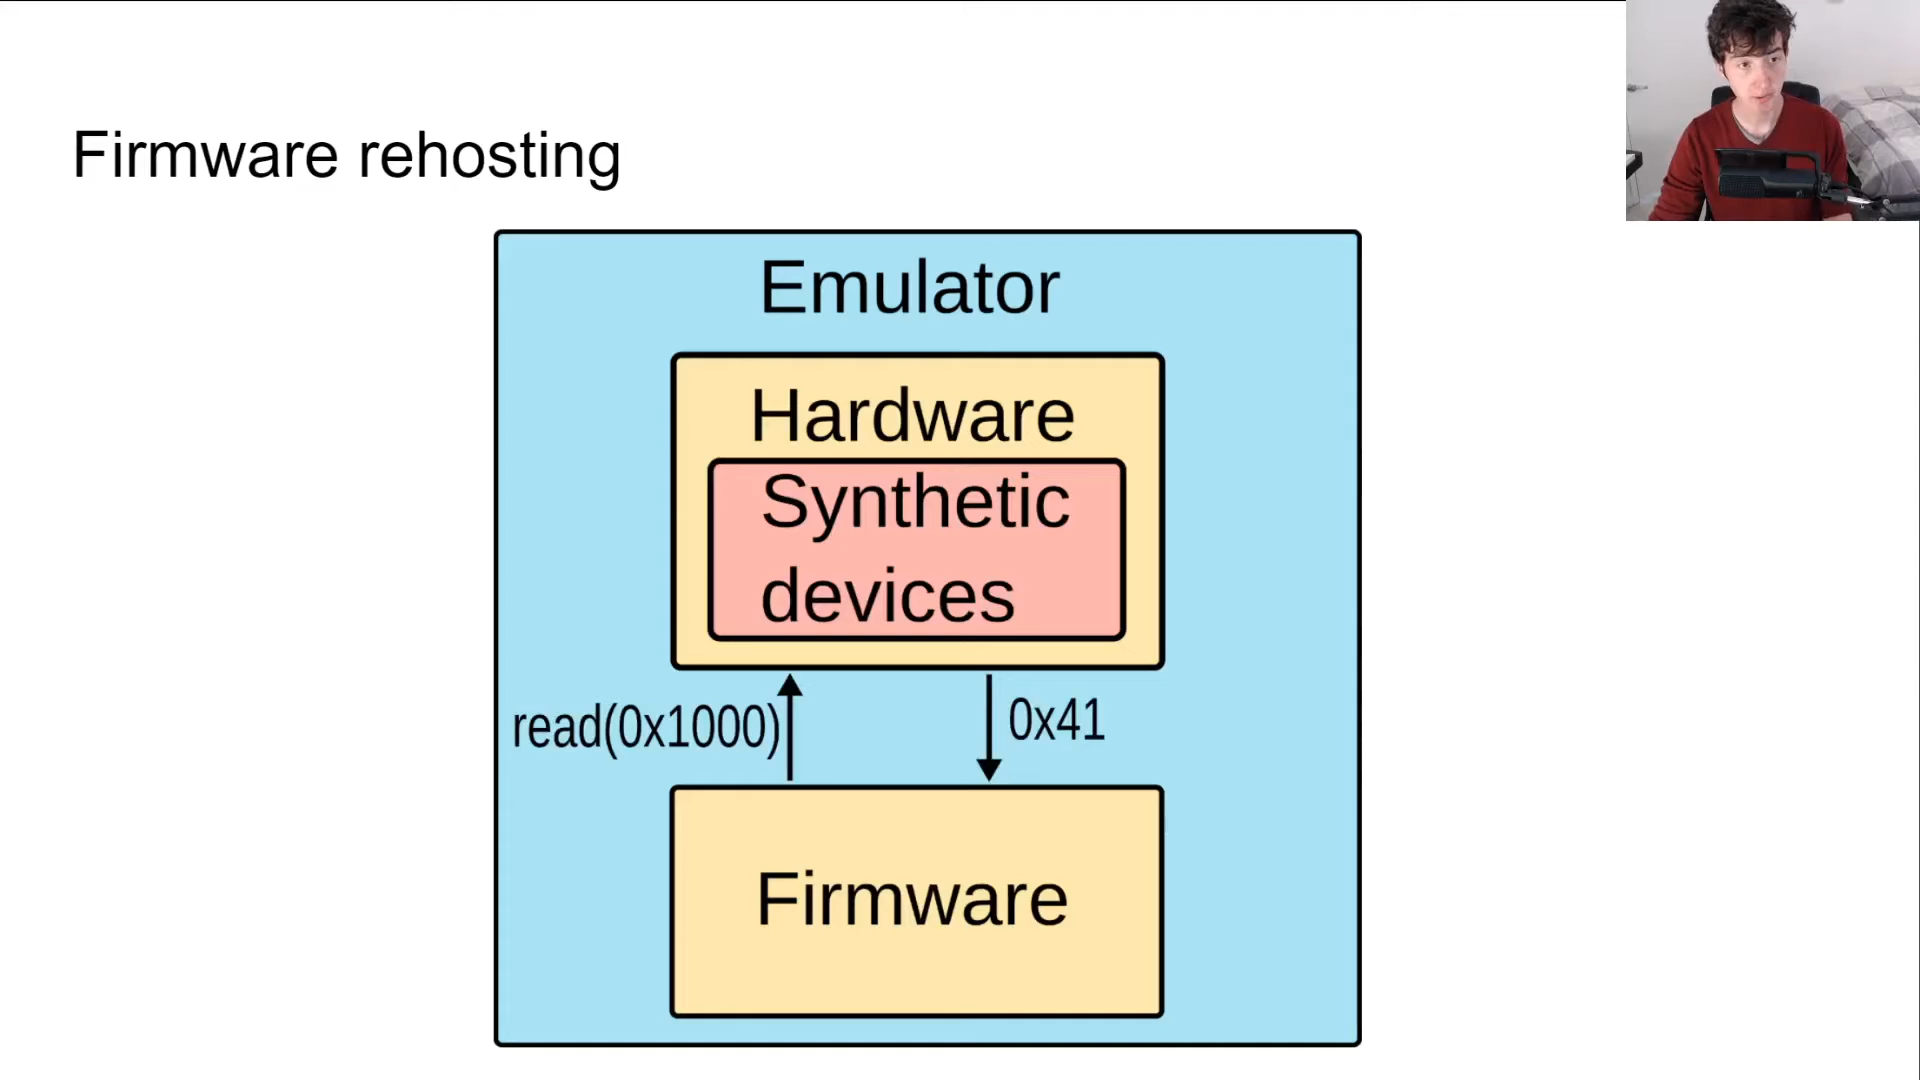 Firmware rehosting
Emulator
Hardware
Synthetic
devices
read(0x1000)
0x41
Firmware